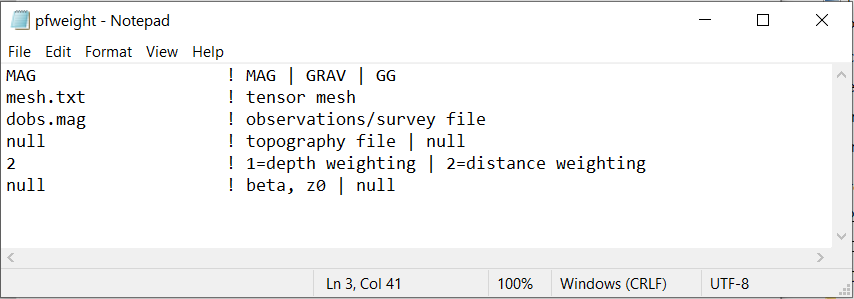 pfweight - Notepad
File Edit Format View Help
MAG ! MAG | GRAV | GG
mesh.txt ! tensor mesh
dobs.mag ! observations/survey file
null ! topography file | null
2 ! 1=depth weighting | 2=distance weighting
null ! beta, z0 | null
Ln 3, Col 41 100% Windows (CRLF) UTF-8